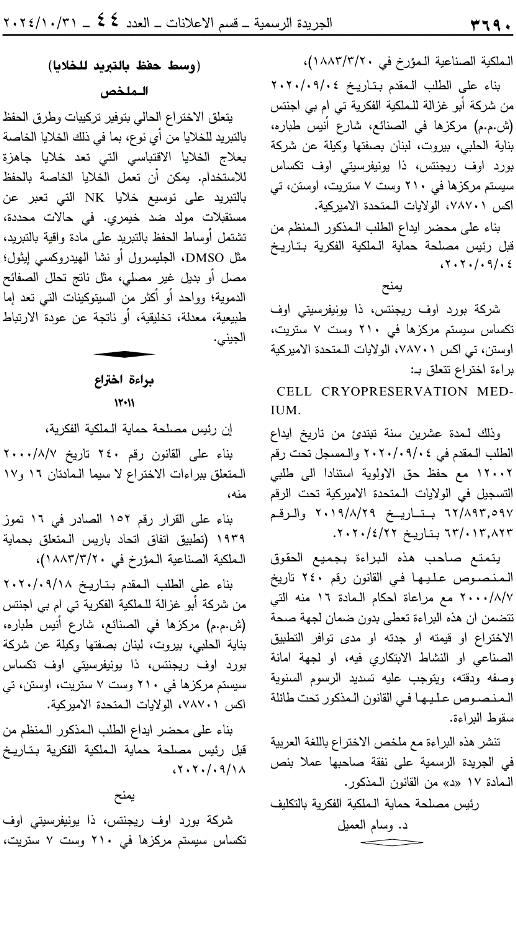 ٣٦٩٠
الجريدة الرسمية – قسم الاعلانات – العدد ٤٤ – ٢٠٢٤/١٠/٣١
الملكية الصناعية المؤرخ في ١٨٨٣/٣/٢٠)،
بناء على الطلب المقدم بتاريخ ٢٠٢٠/٠٩/٠٤
من شركة أبو غزالة للملكية الفكرية تي ام بي اجنتس
(ش.م.م) مركزها في الصنائع، شارع أنيس طباره،
بناية الحلبي، بيروت، لبنان بصفتها وكيلة عن شركة
بورد اوف ريجنتس، ذا يونيفرسيتي اوف تكساس
سيستم مركزها في ٢١٠ وست ٧ ستريت، اوستن، تي
اكس ٧٨٧٠١، الولايات المتحدة الاميركية.
بناء على محضر ايداع الطلب المذكور المنظم من
قبل رئيس مصلحة حماية الملكية الفكرية بتاريخ
٢٠٢٠/٠٩/٠٤،
يمنح
شركة بورد اوف ريجنتس، ذا يونيفرسيتي اوف
تكساس سيستم مركزها في ٢١٠ وست ٧ ستريت،
اوستن، تي اكس ٧٨٧٠١، الولايات المتحدة الاميركية
براءة اختراع تتعلق بـ:
CELL CRYOPRESERVATION MED-
IUM.
وذلك لمدة عشرين سنة تبتدئ من تاريخ ايداع
الطلب المقدم في ٢٠٢٠/٠٩/٠٤ والمسجل تحت رقم
١٢٠٠٢ مع حفظ حق الاولوية استنادا الى طلبي
التسجيل في الولايات المتحدة الاميركية تحت الرقم
٦٢/٨٩٣,٥٩٧ بتاريخ ٢٠١٩/٨/٢٩ والرقم
٦٣/٠١٣,٨٢٣ بتاريخ ٢٠٢٠/٤/٢٢.
يتمتع صاحب هذه البراءة بجميع الحقوق
المنصوص عليها في القانون رقم ٢٤٠ تاريخ
٢٠٠٠/٨/٧ مع مراعاة احكام المادة ١٦ منه التي
تتضمن ان هذه البراءة تعطى بدون ضمان لجهة صحة
الاختراع او قيمته او جدته او مدى توافر التطبيق
الصناعي او النشاط الابتكاري فيه، او لجهة امانة
وصفه ودقته، ويتوجب عليه تسديد الرسوم السنوية
المنصوص عليها في القانون المذكور تحت طائلة
سقوط البراءة.
تنشر هذه البراءة مع ملخص الاختراع باللغة العربية
في الجريدة الرسمية على نفقة صاحبها عملا بنص
المادة ١٧ «د» من القانون المذكور.
رئيس مصلحة حماية الملكية الفكرية بالتكليف
د. وسام العميل
(وسط حفظ بالتبريد للخلايا)
الملخص
يتعلق الاختراع الحالي بتوفير تركيبات وطرق الحفظ
بالتبريد للخلايا من أي نوع، بما في ذلك الخلايا الخاصة
بعلاج الخلايا الاقتباسي التي تعد خلايا جاهزة
للاستخدام. يمكن أن تعمل الخلايا الخاصة بالحفظ
بالتبريد على توسيع خلايا NK التي تعبر عن
مستقبلات مولد ضد خيمري. في حالات محددة،
تشتمل أوساط الحفظ بالتبريد على مادة واقية بالتبريد،
مثل DMSO، الجليسرول أو نشا الهيدروكسي إيثول؛
مصل أو بديل غير مصلي، مثل ناتج تحلل الصفائح
الدموية؛ وواحد أو أكثر من السيتوكينات التي تعد إما
طبيعية، معدلة، تخليقية، أو ناتجة عن عودة الارتباط
الجيني.
براءة اختراع
١٢٠١١
إن رئيس مصلحة حماية الملكية الفكرية،
بناء على القانون رقم ٢٤٠ تاريخ ٢٠٠٠/٨/٧
المتعلق ببراءات الاختراع لا سيما المادتان ١٦ و١٧
منه،
بناء على القرار رقم ١٥٢ الصادر في ١٦ تموز
١٩٣٩ (تطبيق اتفاق اتحاد باريس المتعلق بحماية
الملكية الصناعية المؤرخ في ١٨٨٣/٣/٢٠)،
بناء على الطلب المقدم بتاريخ ٢٠٢٠/٠٩/١٨
من شركة أبو غزالة للملكية الفكرية تي ام بي اجنتس
(ش.م.م) مركزها في الصنائع، شارع أنيس طباره،
بناية الحلبي، بيروت، لبنان بصفتها وكيلة عن شركة
بورد اوف ريجنتس، ذا يونيفرسيتي اوف تكساس
سيستم مركزها في ٢١٠ وست ٧ ستريت، اوستن، تي
اكس ٧٨٧٠١، الولايات المتحدة الاميركية.
بناء على محضر ايداع الطلب المذكور المنظم من
قبل رئيس مصلحة حماية الملكية الفكرية بتاريخ
٢٠٢٠/٠٩/١٨،
يمنح
شركة بورد اوف ريجنتس، ذا يونيفرسيتي اوف
تكساس سيستم مركزها في ٢١٠ وست ٧ ستريت،